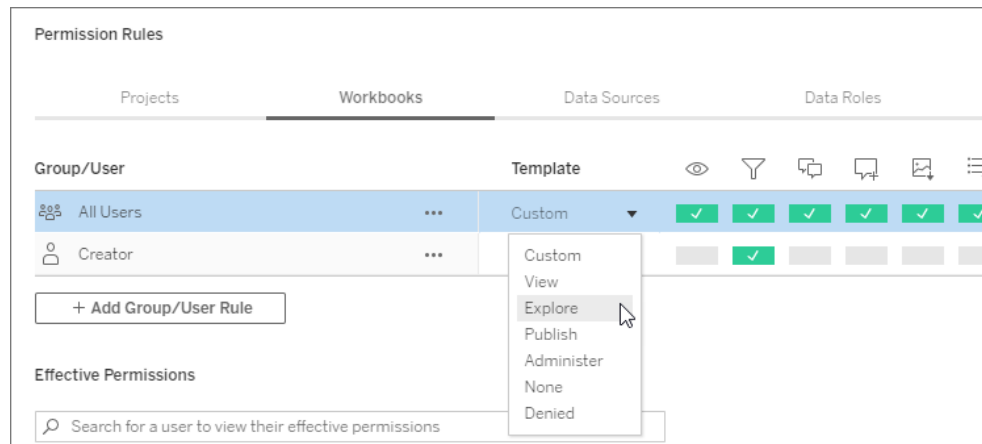 Permission Rules
Projects Workbooks Data Sources Data Roles
Group/User Template
All Users ••• Custom
Creator •••
Custom
View
Explore
Publish
Administer
None
Denied
+ Add Group/User Rule
Effective Permissions
Search for a user to view their effective permissions